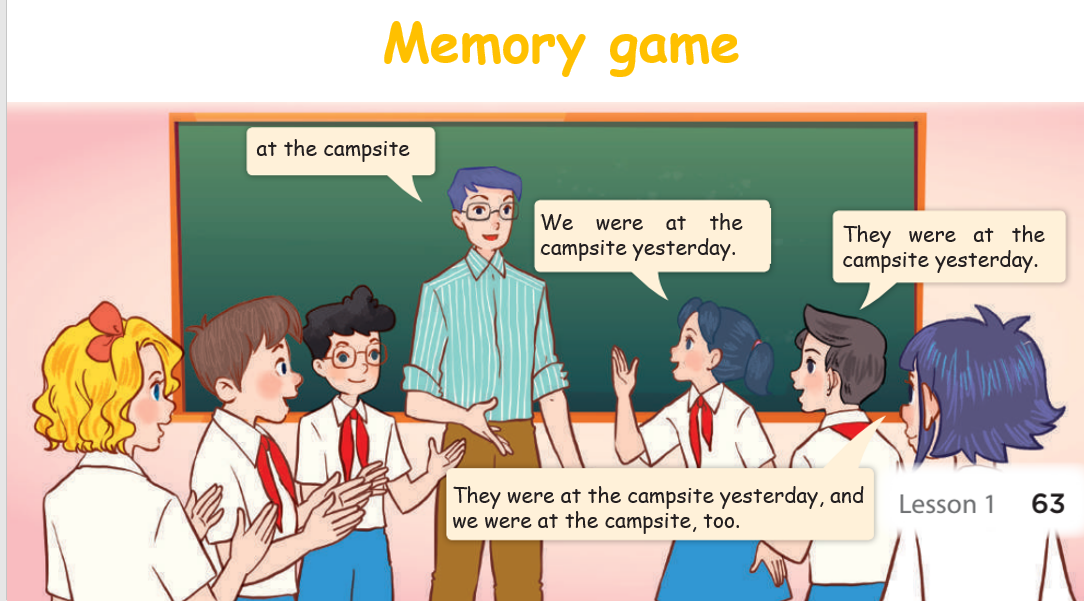 Memory game
at the campsite
We were at the
campsite yesterday.
They were at the
campsite yesterday.
They were at the campsite yesterday, and
we were at the campsite, too.
Lesson 1 63